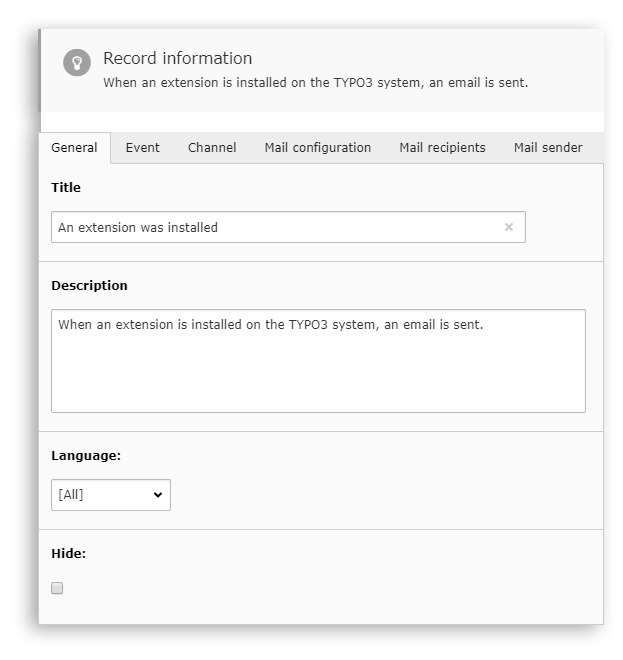 Record information
When an extension is installed on the TYPO3 system, an email is sent.
General Event Channel Mail configuration Mail recipients Mail sender
Title
An extension was installed
Description
When an extension is installed on the TYPO3 system, an email is sent.
Language:
[All]
Hide: